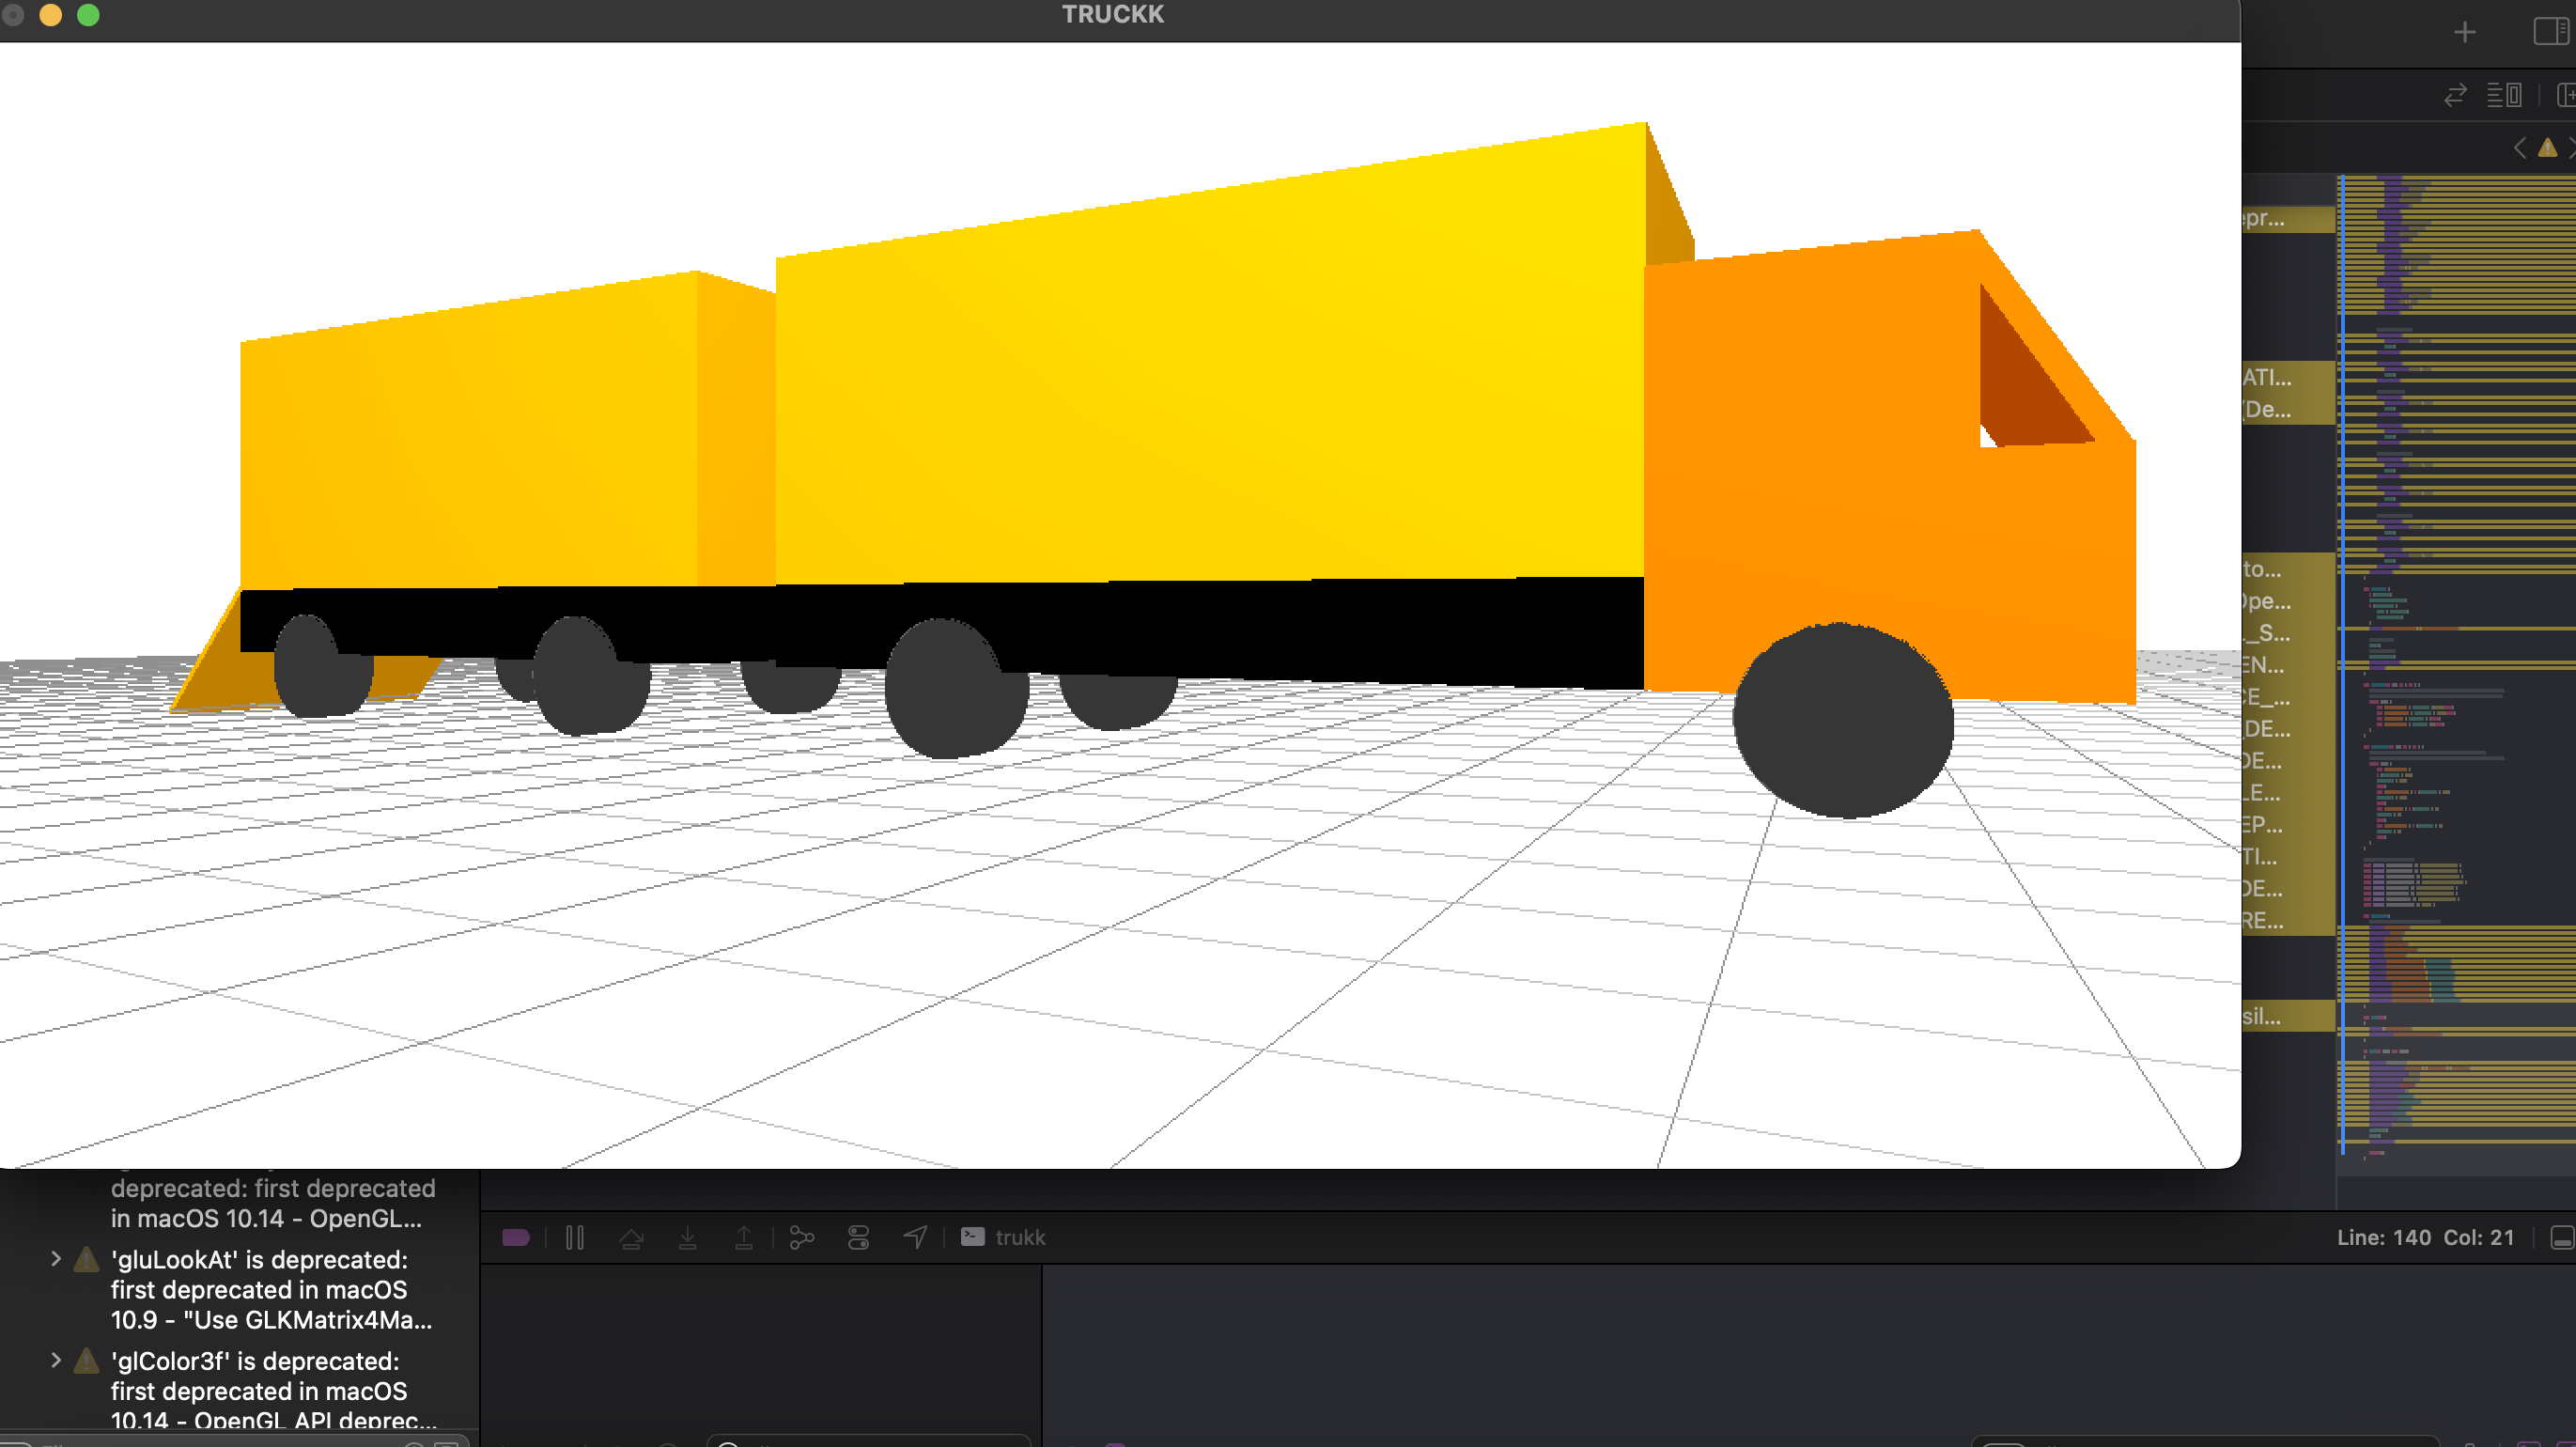 TRUCKK
epr...
ATI...
(De...
to...
Ope...
L_S...
EN...
CE_...
DE...
DE...
LE...
EP...
TI...
DE...
RE...
sil...
deprecated: first deprecated
in macOS 10.14 - OpenGL...
'gluLookAt' is deprecated:
first deprecated in macOS
10.9 - "Use GLKMatrix4Ma...
'glColor3f' is deprecated:
first deprecated in macOS
10.14 - OpenGL API deprec...
trukk
Line: 140 Col: 21